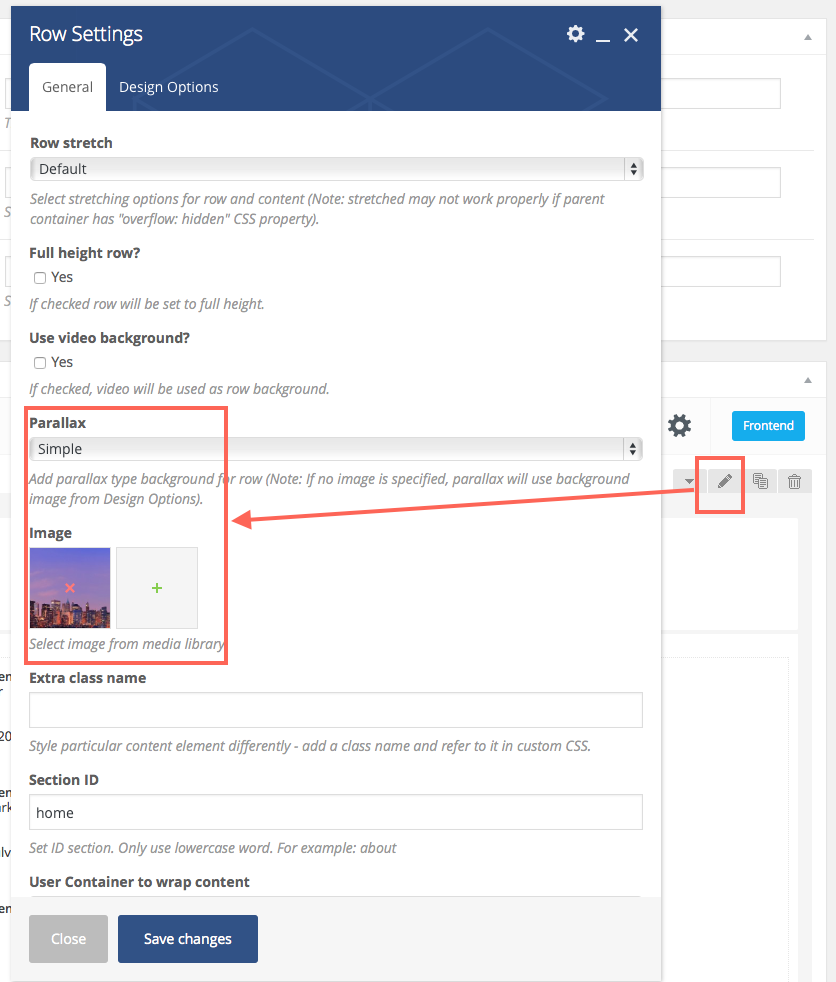 Row Settings
General
Design Options
Row stretch
Default
Select stretching options for row and content (Note: stretched may not work properly if parent
container has "overflow: hidden" CSS property).
Full height row?
Yes
If checked row will be set to full height.
Use video background?
Yes
If checked, video will be used as row background.
Parallax
Simple
Add parallax type background for row (Note: If no image is specified, parallax will use background
image from Design Options).
Image
Select image from media library
Extra class name
Style particular content element differently - add a class name and refer to it in custom CSS.
Section ID
home
Set ID section. Only use lowercase word. For example: about
User Container to wrap content
Close
Save changes
Frontend